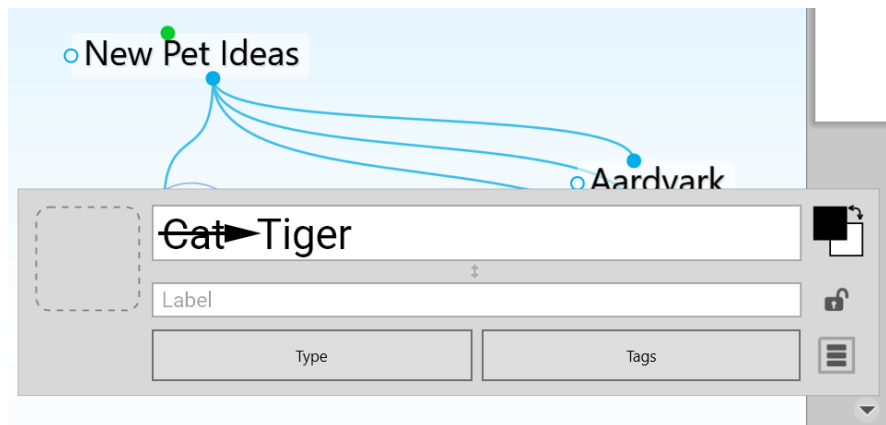 New Pet Ideas
Aardvark
Cat Tiger
Label
Type
Tags